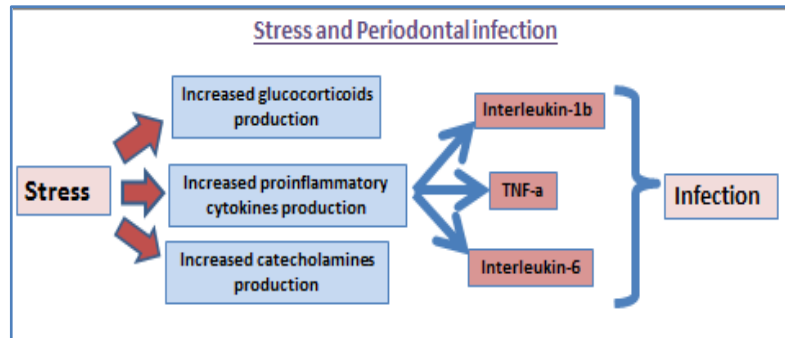 Stress and Periodontal infection
Increased glucocorticoids
production
Stress
Increased proinflammatory
cytokines production
Increased catecholamines
production
Interleukin-1b
TNF-a
Interleukin-6
Infection